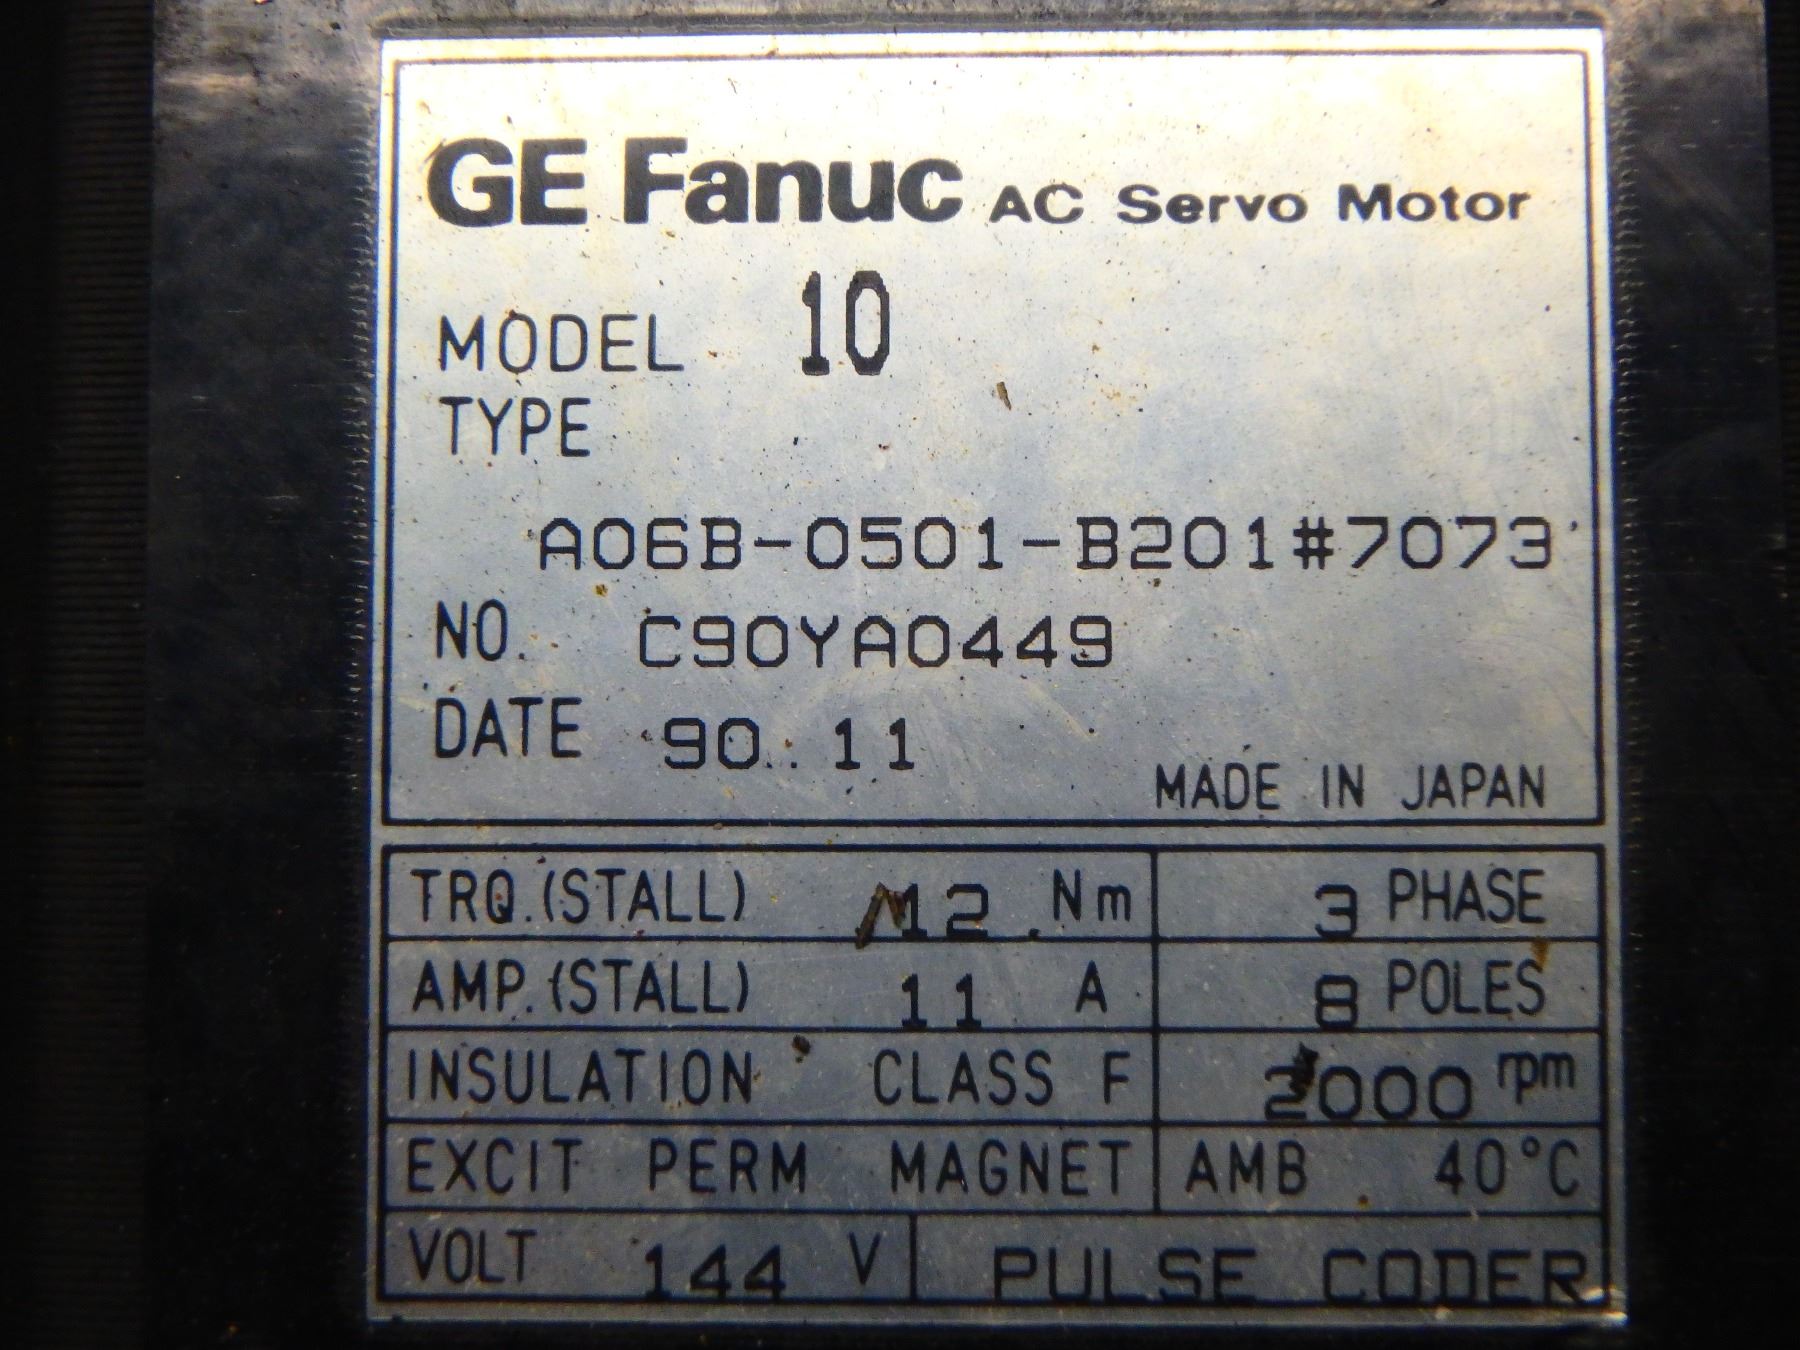 GE Fanuc AC Servo Motor
MODEL 10
TYPE
A06B-0501-B201#7073
NO. C90YA0449
DATE 90.11
MADE IN JAPAN
TRQ.(STALL) 12 Nm 3 PHASE
AMP.(STALL) 11 A 8 POLES
INSULATION CLASS F 2000 rpm
EXCIT PERM MAGNET AMB 40°C
VOLT 144 V PULSE CODER